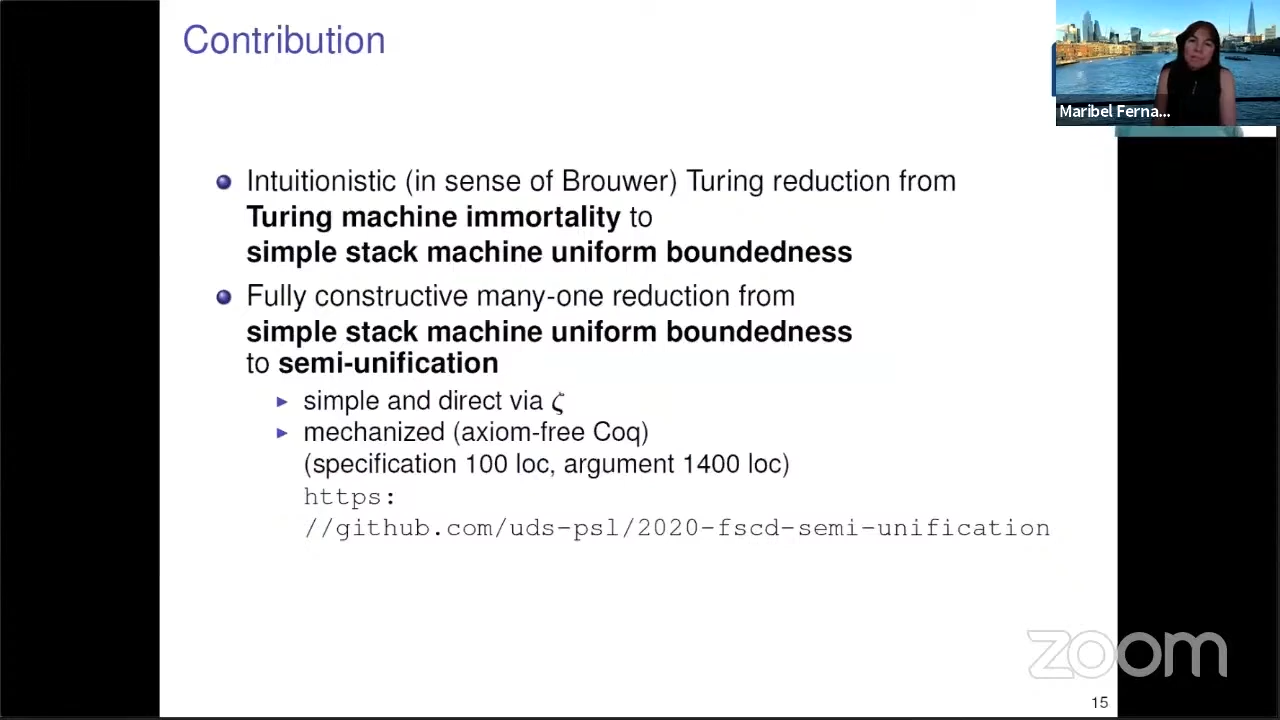 Contribution
Maribel Ferna...
Intuitionistic (in sense of Brouwer) Turing reduction from
Turing machine immortality to
simple stack machine uniform boundedness
Fully constructive many-one reduction from
simple stack machine uniform boundedness
to semi-unification
simple and direct via ζ
mechanized (axiom-free Coq)
(specification 100 loc, argument 1400 loc)
https:
//github.com/uds-psl/2020-fscd-semi-unification
zoom
15